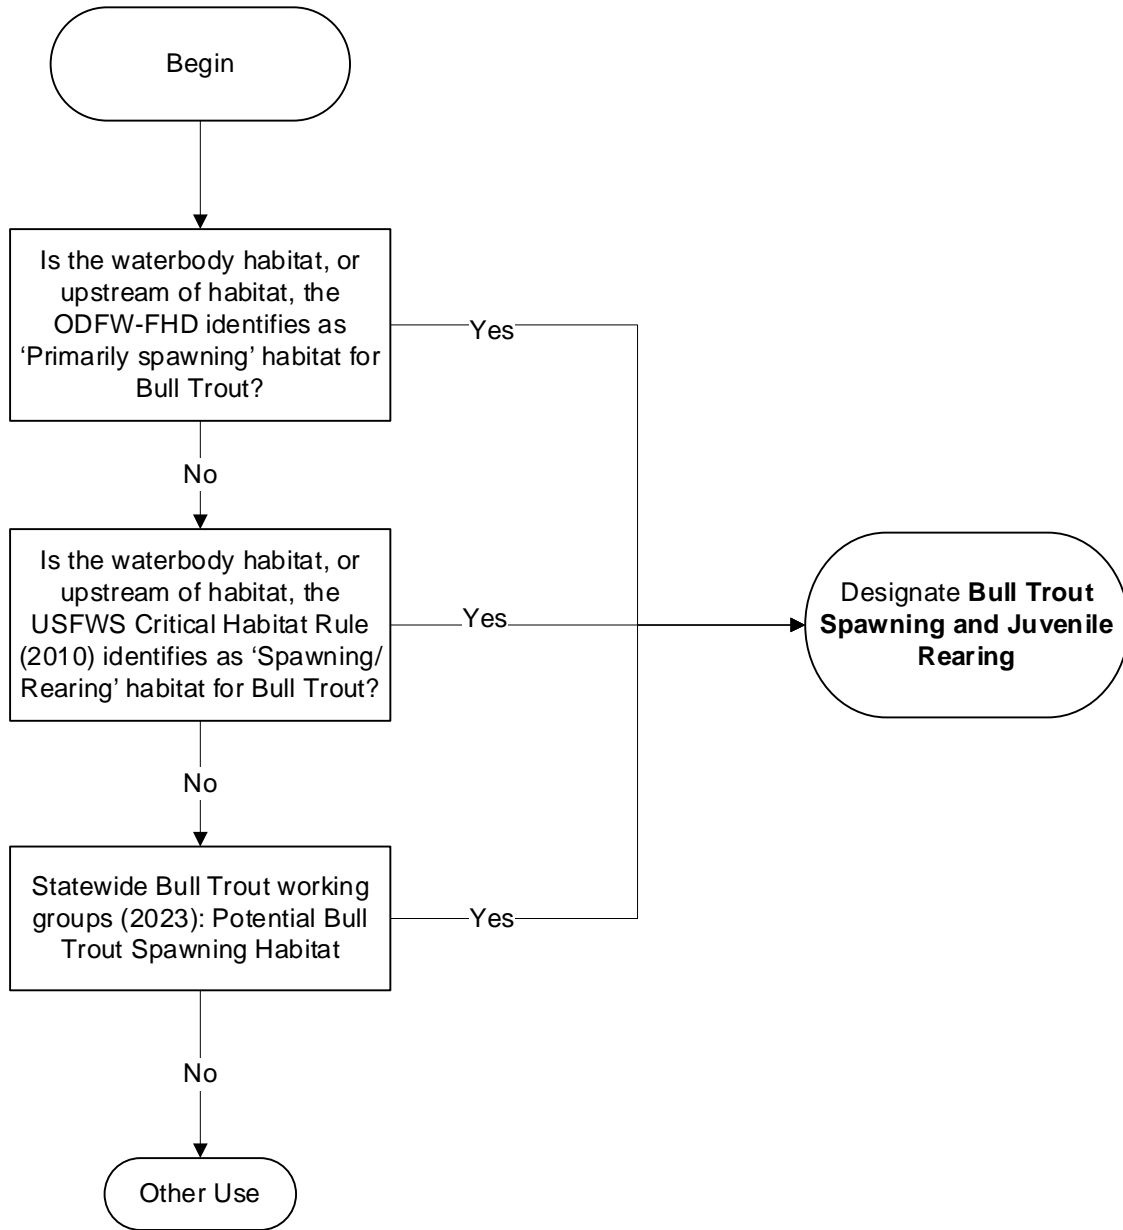 Begin
Is the waterbody habitat, or
upstream of habitat, the
ODFW-FHD identifies as
‘Primarily spawning’ habitat for
Bull Trout?
Yes
No
Is the waterbody habitat, or
upstream of habitat, the
USFWS Critical Habitat Rule
(2010) identifies as ‘Spawning/
Rearing’ habitat for Bull Trout?
Yes
Designate Bull Trout
Spawning and Juvenile
Rearing
No
Statewide Bull Trout working
groups (2023): Potential Bull
Trout Spawning Habitat
Yes
No
Other Use